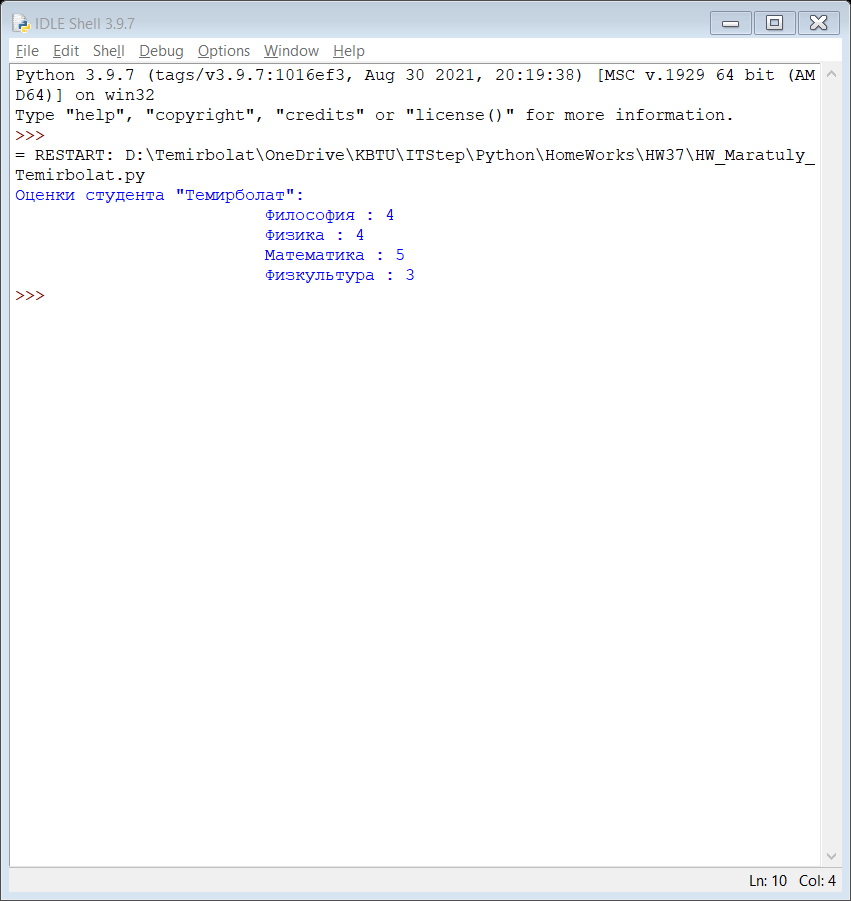 IDLE Shell 3.9.7
File Edit Shell Debug Options Window Help
Python 3.9.7 (tags/v3.9.7:1016ef3, Aug 30 2021, 20:19:38) [MSC v.1929 64 bit (AM
D64)] on win32
Type "help", "copyright", "credits" or "license()" for more information.
>>>
= RESTART: D:\Temirbolat\OneDrive\KBTU\ITStep\Python\HomeWorks\HW37\HW_Maratuly_
Temirbolat.py
Оценки студента "Темирболат":
Философия : 4
Физика : 4
Математика : 5
Физкультура : 3
>>>
Ln: 10 Col: 4